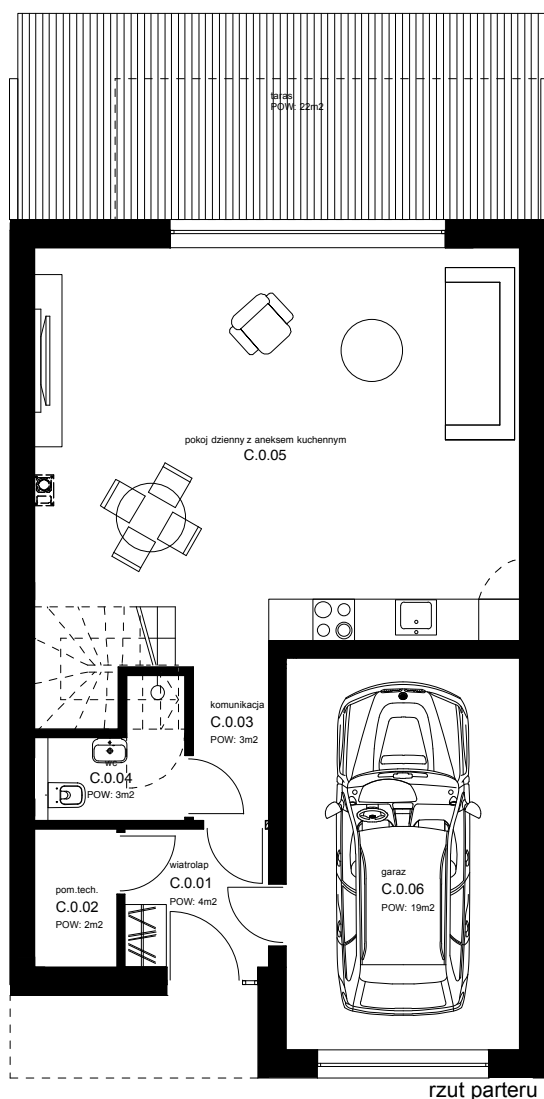 taras
POW: 22m2
pokoj dzienny z aneksem kuchennym
C.0.05
komunikacja
C.0.03
POW: 3m2
wc
C.0.04
POW: 3m2
wiatrolap
C.0.01
POW: 4m2
pom.tech.
C.0.02
POW: 2m2
garaz
C.0.06
POW: 19m2
rzut parteru